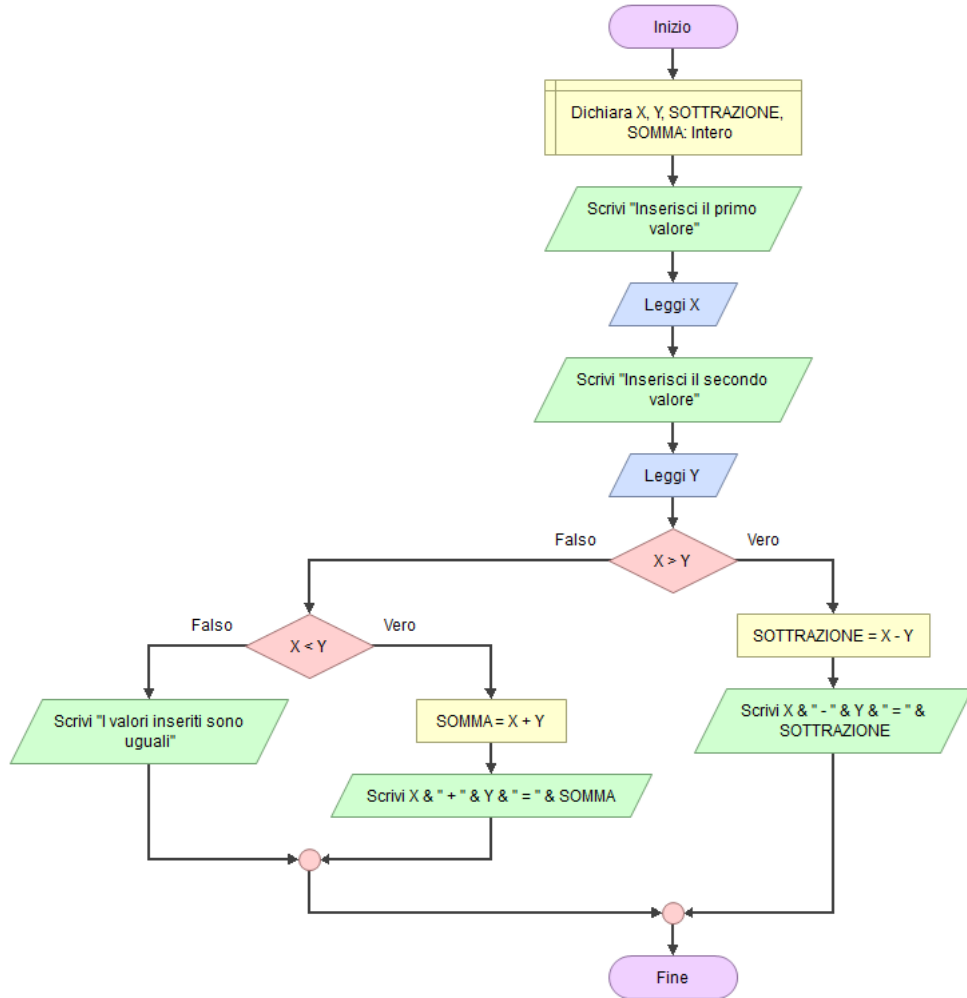 Inizio
Dichiara X, Y, SOTTRAZIONE,
SOMMA: Intero
Scrivi "Inserisci il primo
valore"
Leggi X
Scrivi "Inserisci il secondo
valore"
Leggi Y
Falso
X > Y
Vero
Falso
X < Y
Vero
Scrivi "I valori inseriti sono
uguali"
SOMMA = X + Y
Scrivi X & " + " & Y & " = " & SOMMA
SOTTRAZIONE = X - Y
Scrivi X & " - " & Y & " = " &
SOTTRAZIONE
Fine